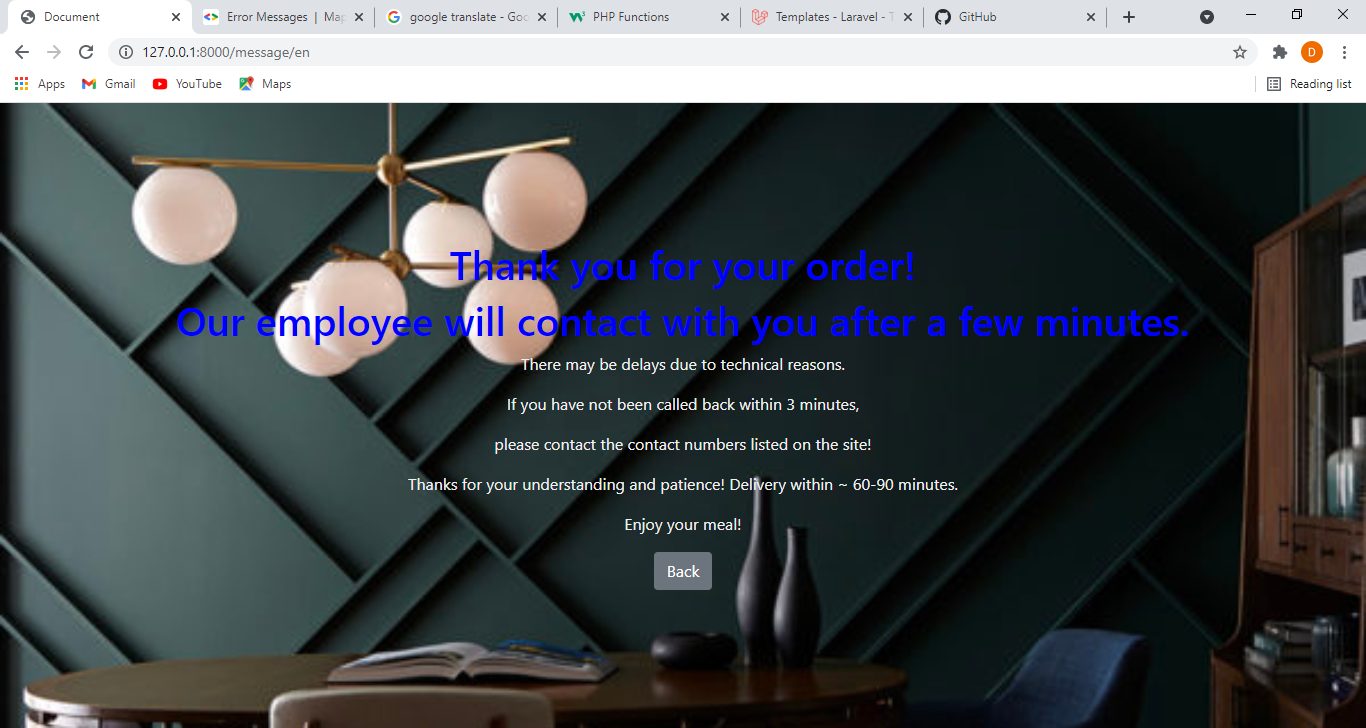 Document
Error Messages | Ma
google translate - Goo
PHP Functions
Templates - Laravel - T
GitHub
127.0.0.1:8000/message/en
D
Apps
Gmail
YouTube
Maps
Reading list
Thank you for your order!
Our employee will contact with you after a few minutes.
There may be delays due to technical reasons.
If you have not been called back within 3 minutes,
please contact the contact numbers listed on the site!
Thanks for your understanding and patience! Delivery within ~ 60-90 minutes.
Enjoy your meal!
Back